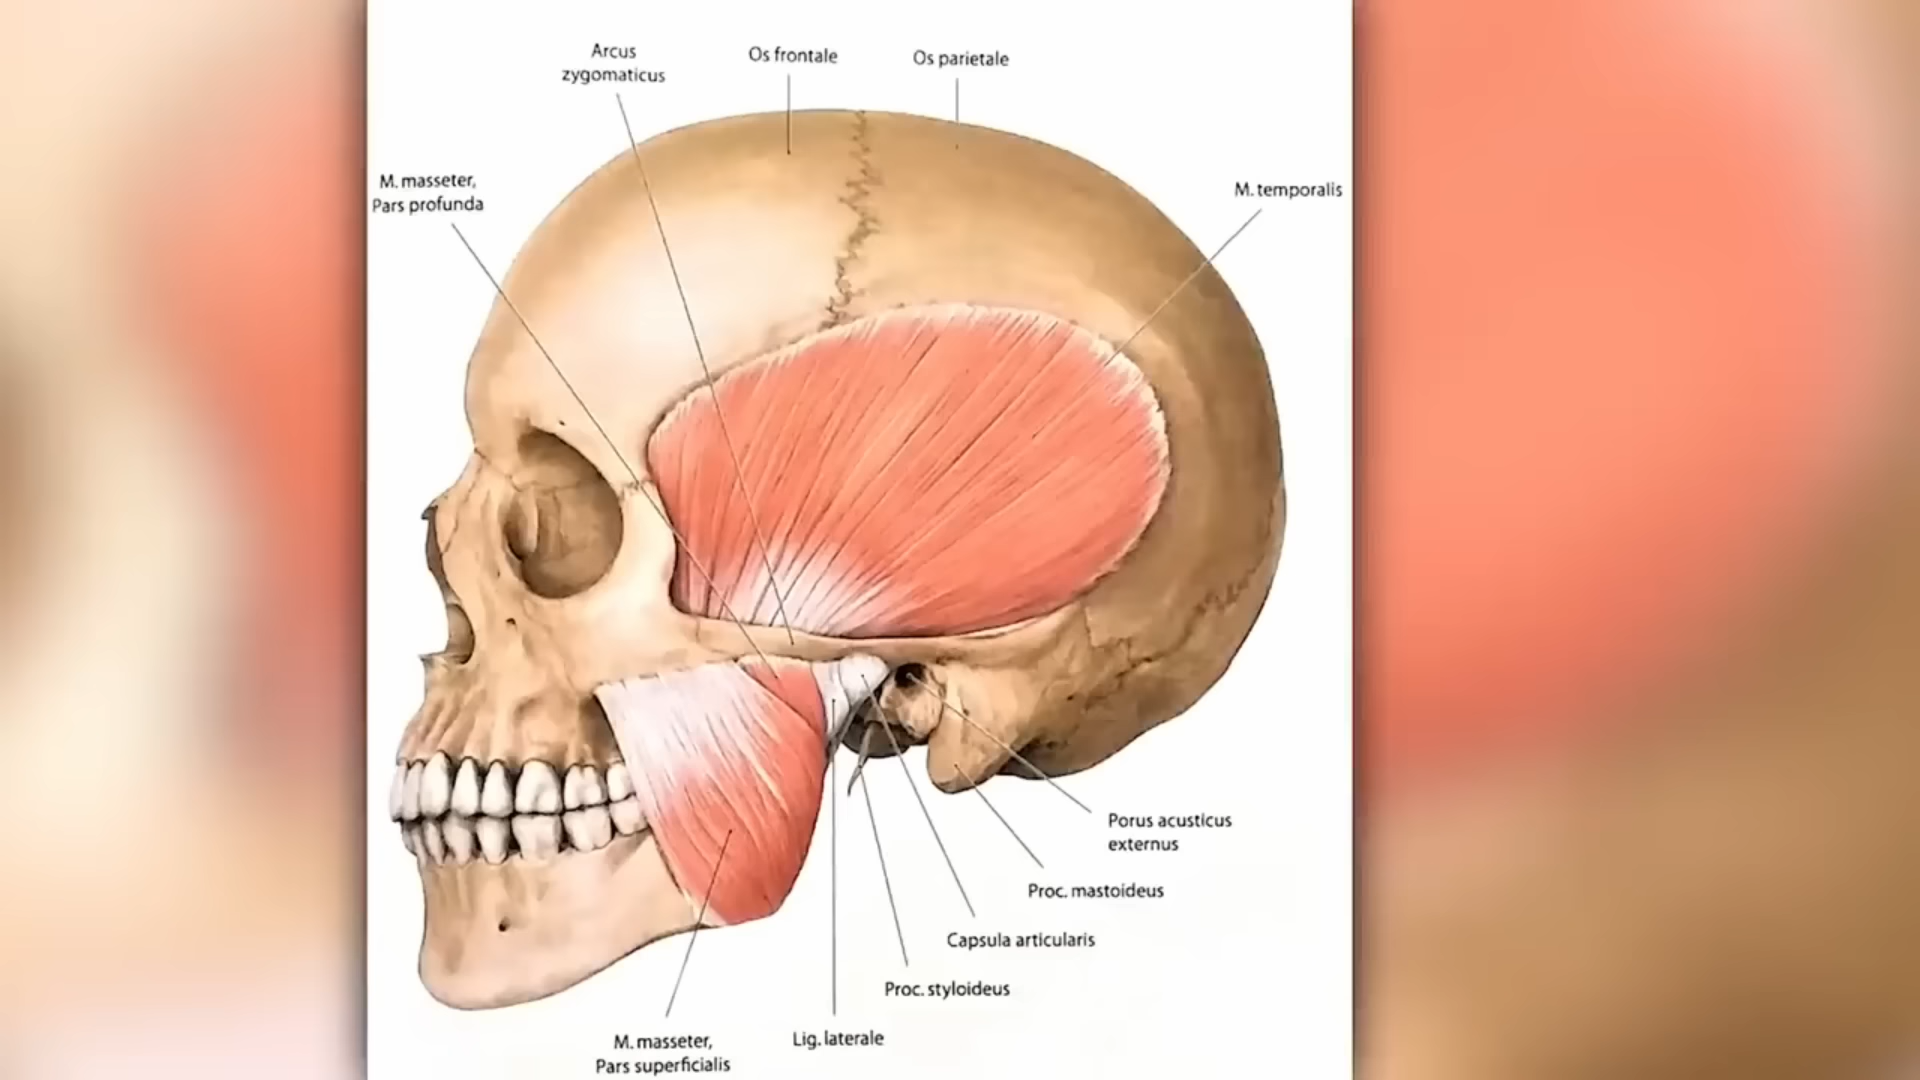 Arcus
zygomaticus
Os frontale
Os parietale
M. masseter,
Pars profunda
M. temporalis
Porus acusticus
externus
Proc. mastoideus
Capsula articularis
Proc. styloideus
Lig. laterale
M. masseter,
Pars superficialis